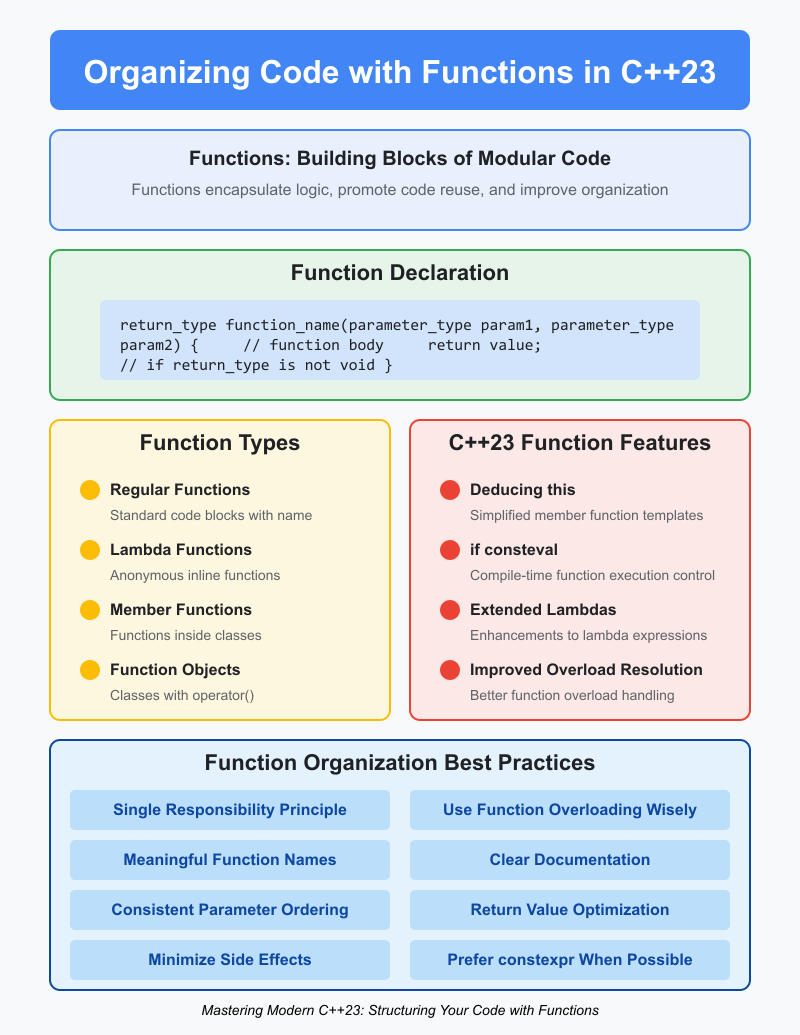 Organizing Code with Functions in C++23
Functions: Building Blocks of Modular Code
Functions encapsulate logic, promote code reuse, and improve organization
Function Declaration
return_type function_name(parameter_type param1, parameter_type
param2) {     // function body     return value;
// if return_type is not void }
Function Types
Regular Functions
Standard code blocks with name
Lambda Functions
Anonymous inline functions
Member Functions
Functions inside classes
Function Objects
Classes with operator()
C++23 Function Features
Deducing this
Simplified member function templates
if consteval
Compile-time function execution control
Extended Lambdas
Enhancements to lambda expressions
Improved Overload Resolution
Better function overload handling
Function Organization Best Practices
Single Responsibility Principle
Use Function Overloading Wisely
Meaningful Function Names
Clear Documentation
Consistent Parameter Ordering
Return Value Optimization
Minimize Side Effects
Prefer constexpr When Possible
Mastering Modern C++23: Structuring Your Code with Functions